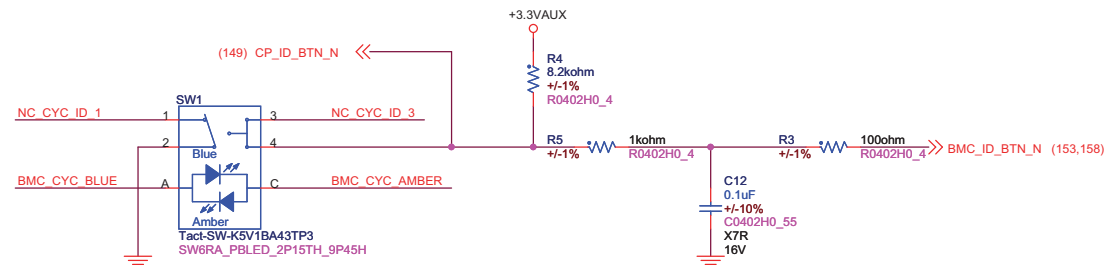 +3.3VAUX
(149) CP_ID_BTN_N
R4
8.2kohm
+/-1%
R0402H0_4
SW1
NC_CYC_ID_1
1
3
NC_CYC_ID_3
2
4
Blue
R5
1kohm
+/-1%
R0402H0_4
R3
100ohm
+/-1%
R0402H0_4
BMC_ID_BTN_N (153,158)
BMC_CYC_BLUE
A
C
BMC_CYC_AMBER
Amber
C12
0.1uF
+/-10%
C0402H0_55
X7R
16V
Tact-SW-K5V1BA43TP3
SW6RA_PBLED_2P15TH_9P45H